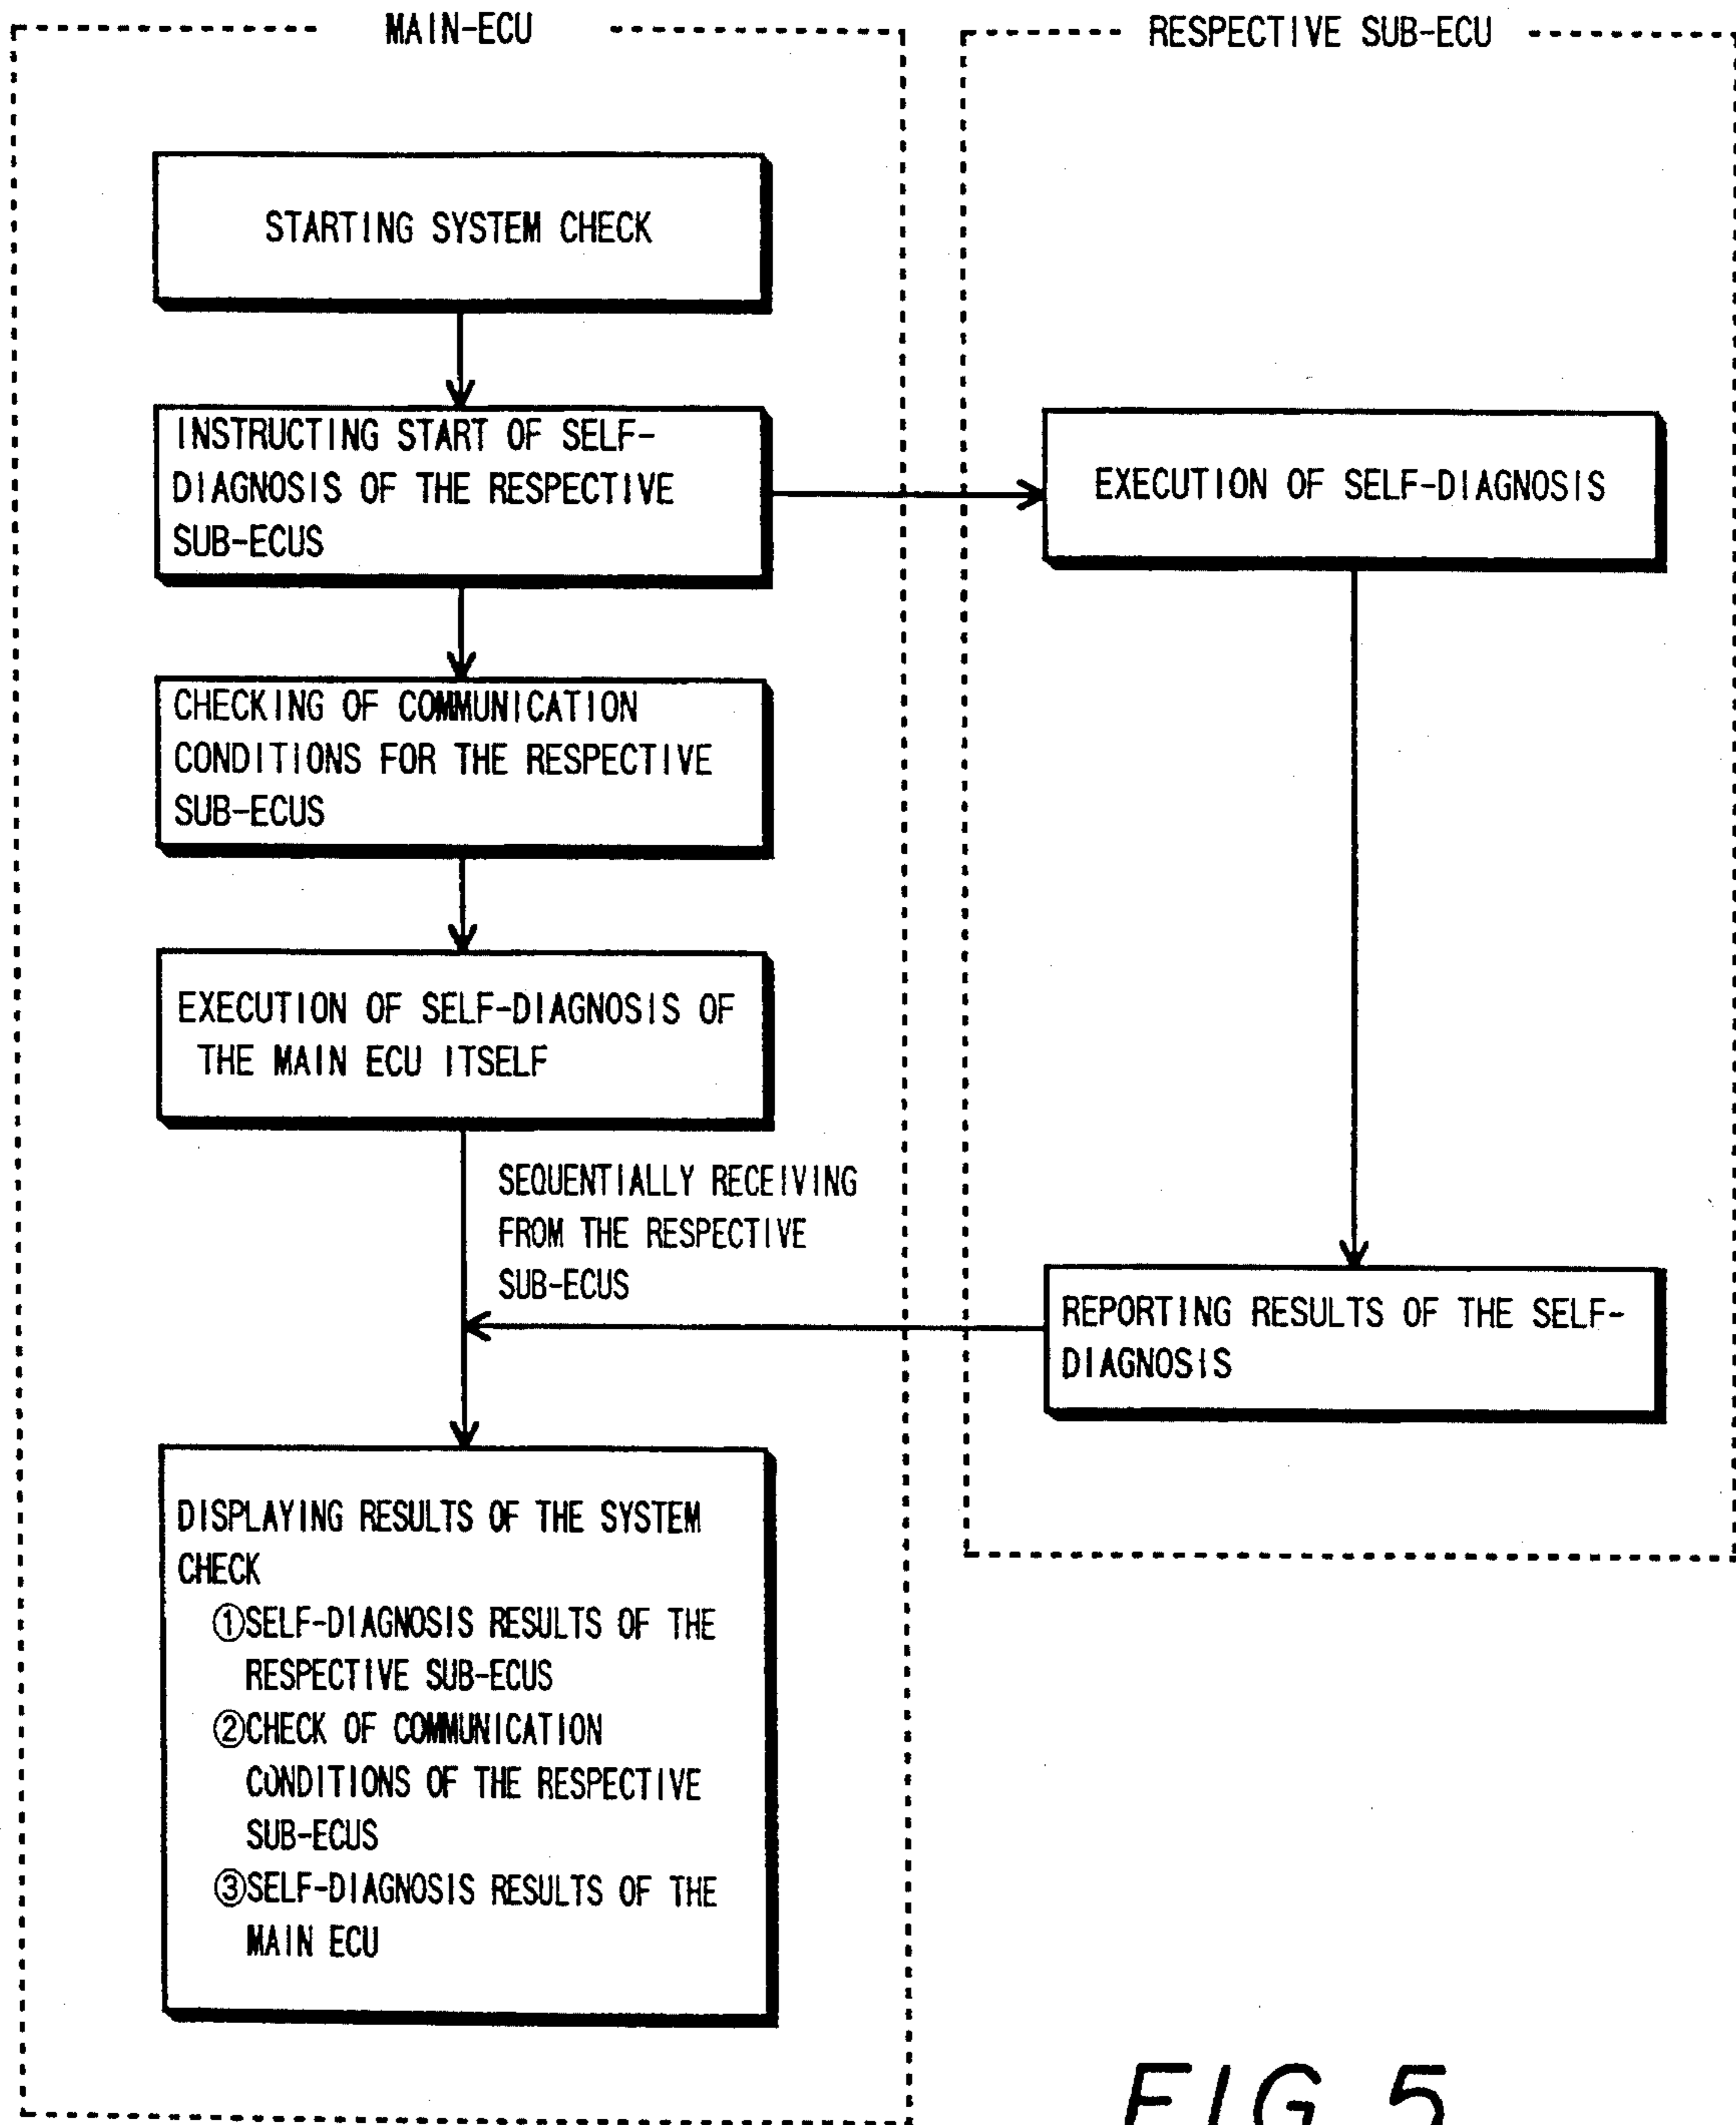 MAIN-ECU
RESPECTIVE SUB-ECU
STARTING SYSTEM CHECK
INSTRUCTING START OF SELF-
DIAGNOSIS OF THE RESPECTIVE
SUB-ECUS
EXECUTION OF SELF-DIAGNOSIS
CHECKING OF COMMUNICATION
CONDITIONS FOR THE RESPECTIVE
SUB-ECUS
EXECUTION OF SELF-DIAGNOSIS OF
THE MAIN ECU ITSELF
SEQUENTIALLY RECEIVING
FROM THE RESPECTIVE
SUB-ECUS
REPORTING RESULTS OF THE SELF-
DIAGNOSIS
DISPLAYING RESULTS OF THE SYSTEM
CHECK
①SELF-DIAGNOSIS RESULTS OF THE
RESPECTIVE SUB-ECUS
②CHECK OF COMMUNICATION
CONDITIONS OF THE RESPECTIVE
SUB-ECUS
③SELF-DIAGNOSIS RESULTS OF THE
MAIN ECU
FIG 5